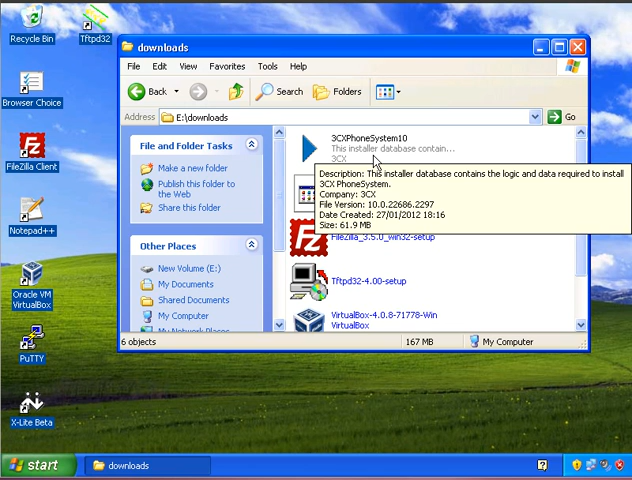 Recycle Bin
Tftpd32
Browser Choice
FileZilla Client
Notepad++
Oracle VM
VirtualBox
PuTTY
X-Lite Beta
downloads
File Edit View Favorites Tools Help
Back Search Folders
Address E:\downloads Go
File and Folder Tasks
Make a new folder
Publish this folder to
the Web
Share this folder
Other Places
New Volume (E:)
My Documents
Shared Documents
My Computer
My Network Places
3CXPhoneSystem10
This installer database contain...
3CX
Description: This installer database contains the logic and data required to install
3CX PhoneSystem.
Company: 3CX
File Version: 10.0.22686.2297
Date Created: 27/01/2012 18:16
Size: 61.9 MB
FileZilla_3.5.0_win32-setup
Tftpd32-4.00-setup
VirtualBox-4.0.8-71778-Win
VirtualBox
6 objects 167 MB My Computer
start downloads